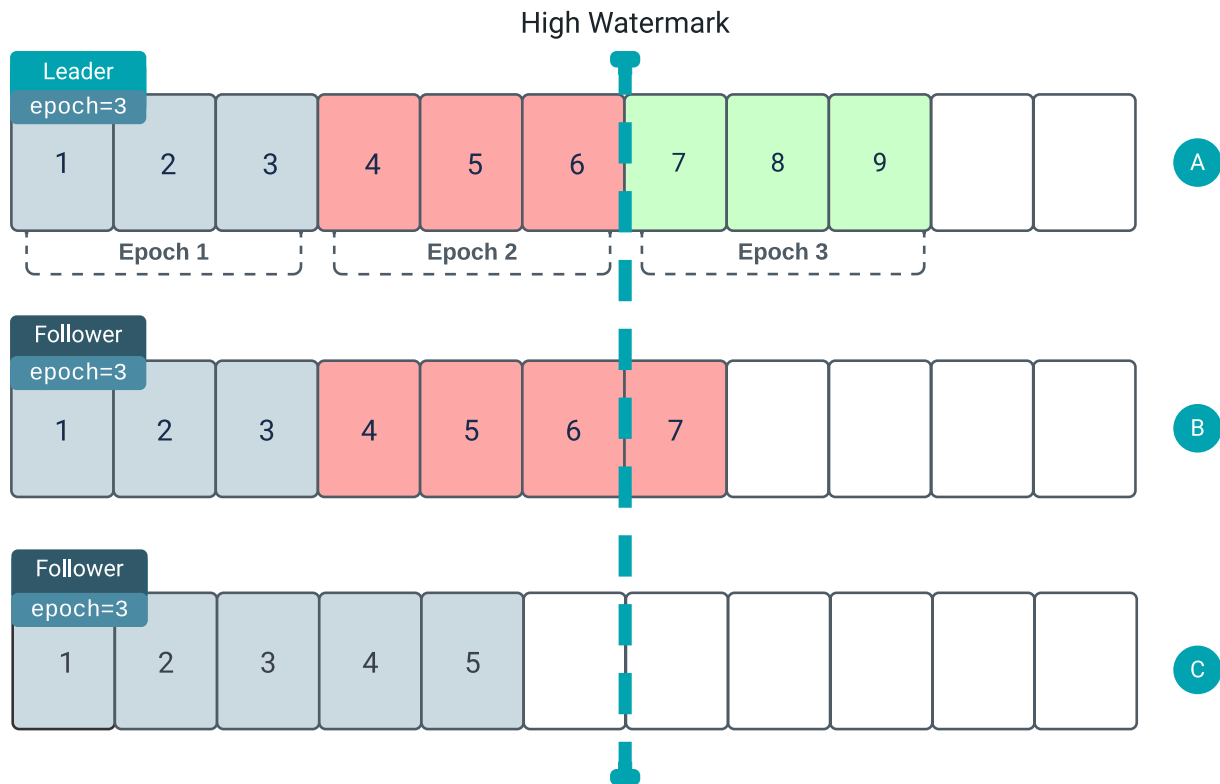 High Watermark
Leader
epoch=3
1 2 3 4 5 6 7 8 9
A
Epoch 1 Epoch 2 Epoch 3
Follower
epoch=3
1 2 3 4 5 6 7
B
Follower
epoch=3
1 2 3 4 5
C